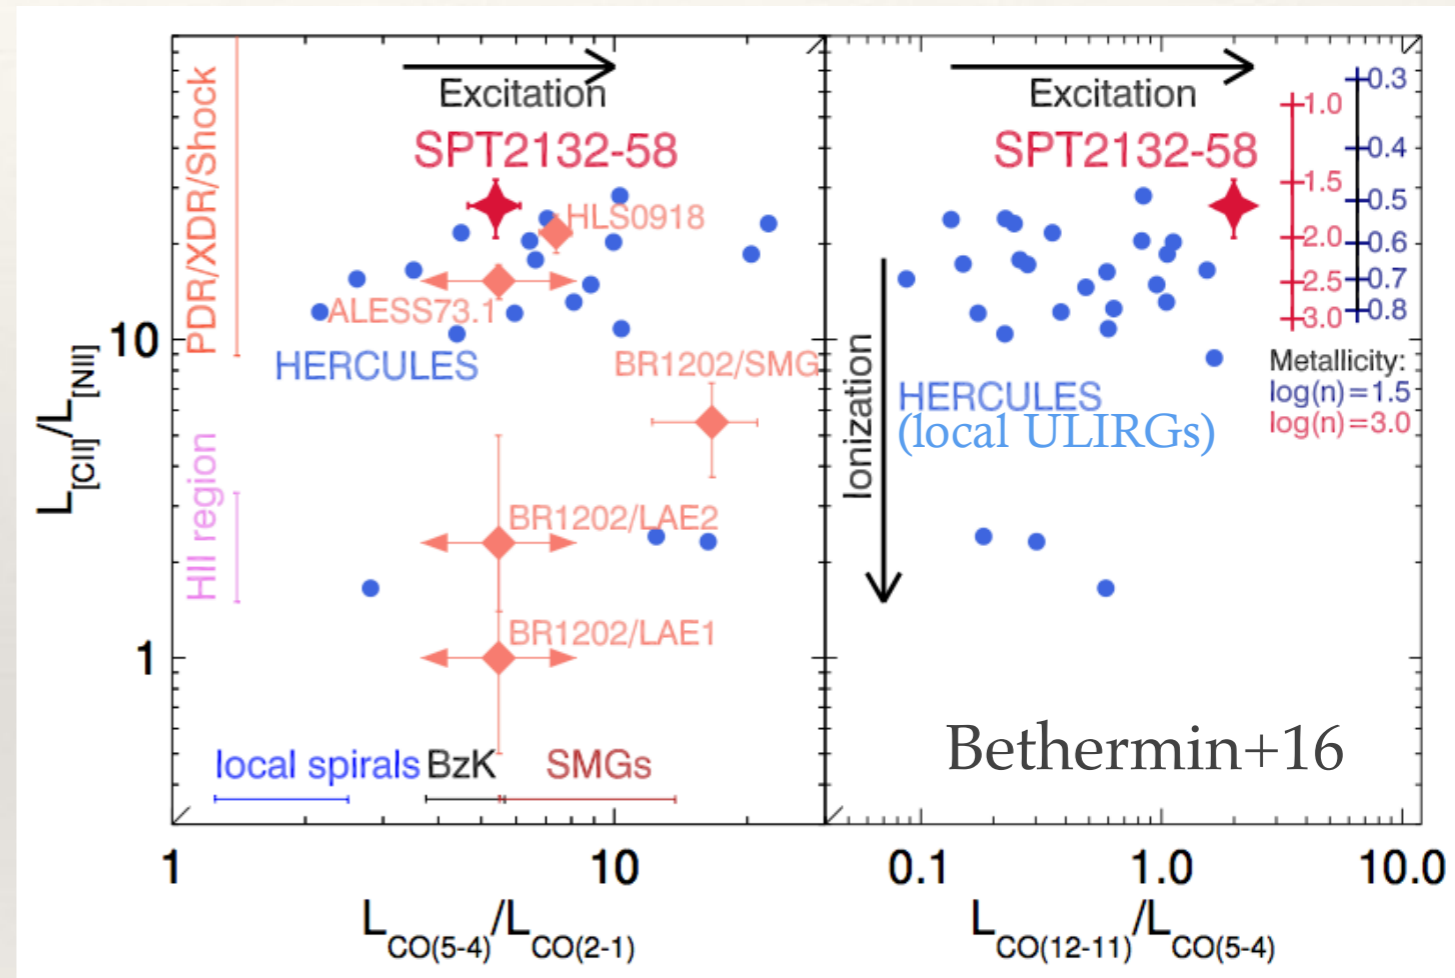 L[CII]/L[NII]
10
1
PDR/XDR/Shock
HII region
Excitation
SPT2132-58
HLS0918
ALESS73.1
HERCULES
BR1202/SMG
BR1202/LAE2
BR1202/LAE1
local spirals BzK SMGs
1 10
LCO(5-4)/LCO(2-1)
Excitation
SPT2132-58
1.0
1.5
2.0
2.5
3.0
0.3
0.4
0.5
0.6
0.7
0.8
Metallicity:
log(n)=1.5
log(n)=3.0
Ionization
HERCULES
(local ULIRGs)
Bethermin+16
0.1 1.0 10.0
LCO(12-11)/LCO(5-4)